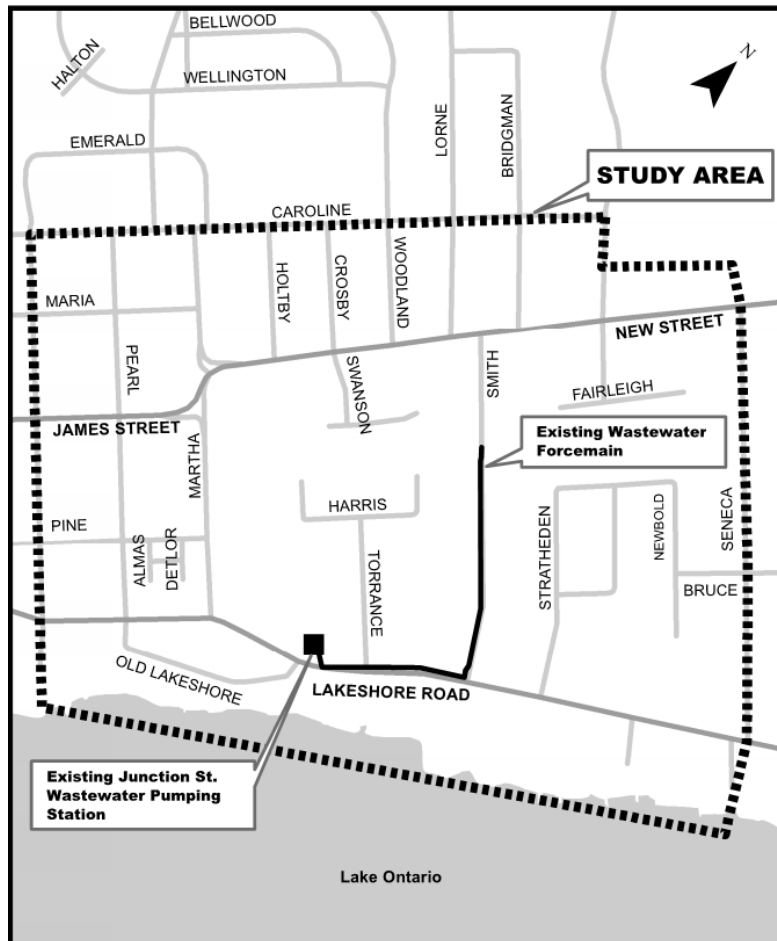 BELLWOOD
HALTON
WELLINGTON
N
EMERALD
LORNE
BRIDGMAN
STUDY AREA
CAROLINE
HOLTBY
CROSBY
WOODLAND
MARIA
NEW STREET
PEARL
SWANSON
SMITH
FAIRLEIGH
JAMES STREET
MARTHA
Existing Wastewater
Forcemain
HARRIS
PINE
ALMAS
DETLOR
TORRANCE
STRATHEDEN
NEWBOLD
SENECA
BRUCE
OLD LAKESHORE
LAKESHORE ROAD
Existing Junction St.
Wastewater Pumping
Station
Lake Ontario